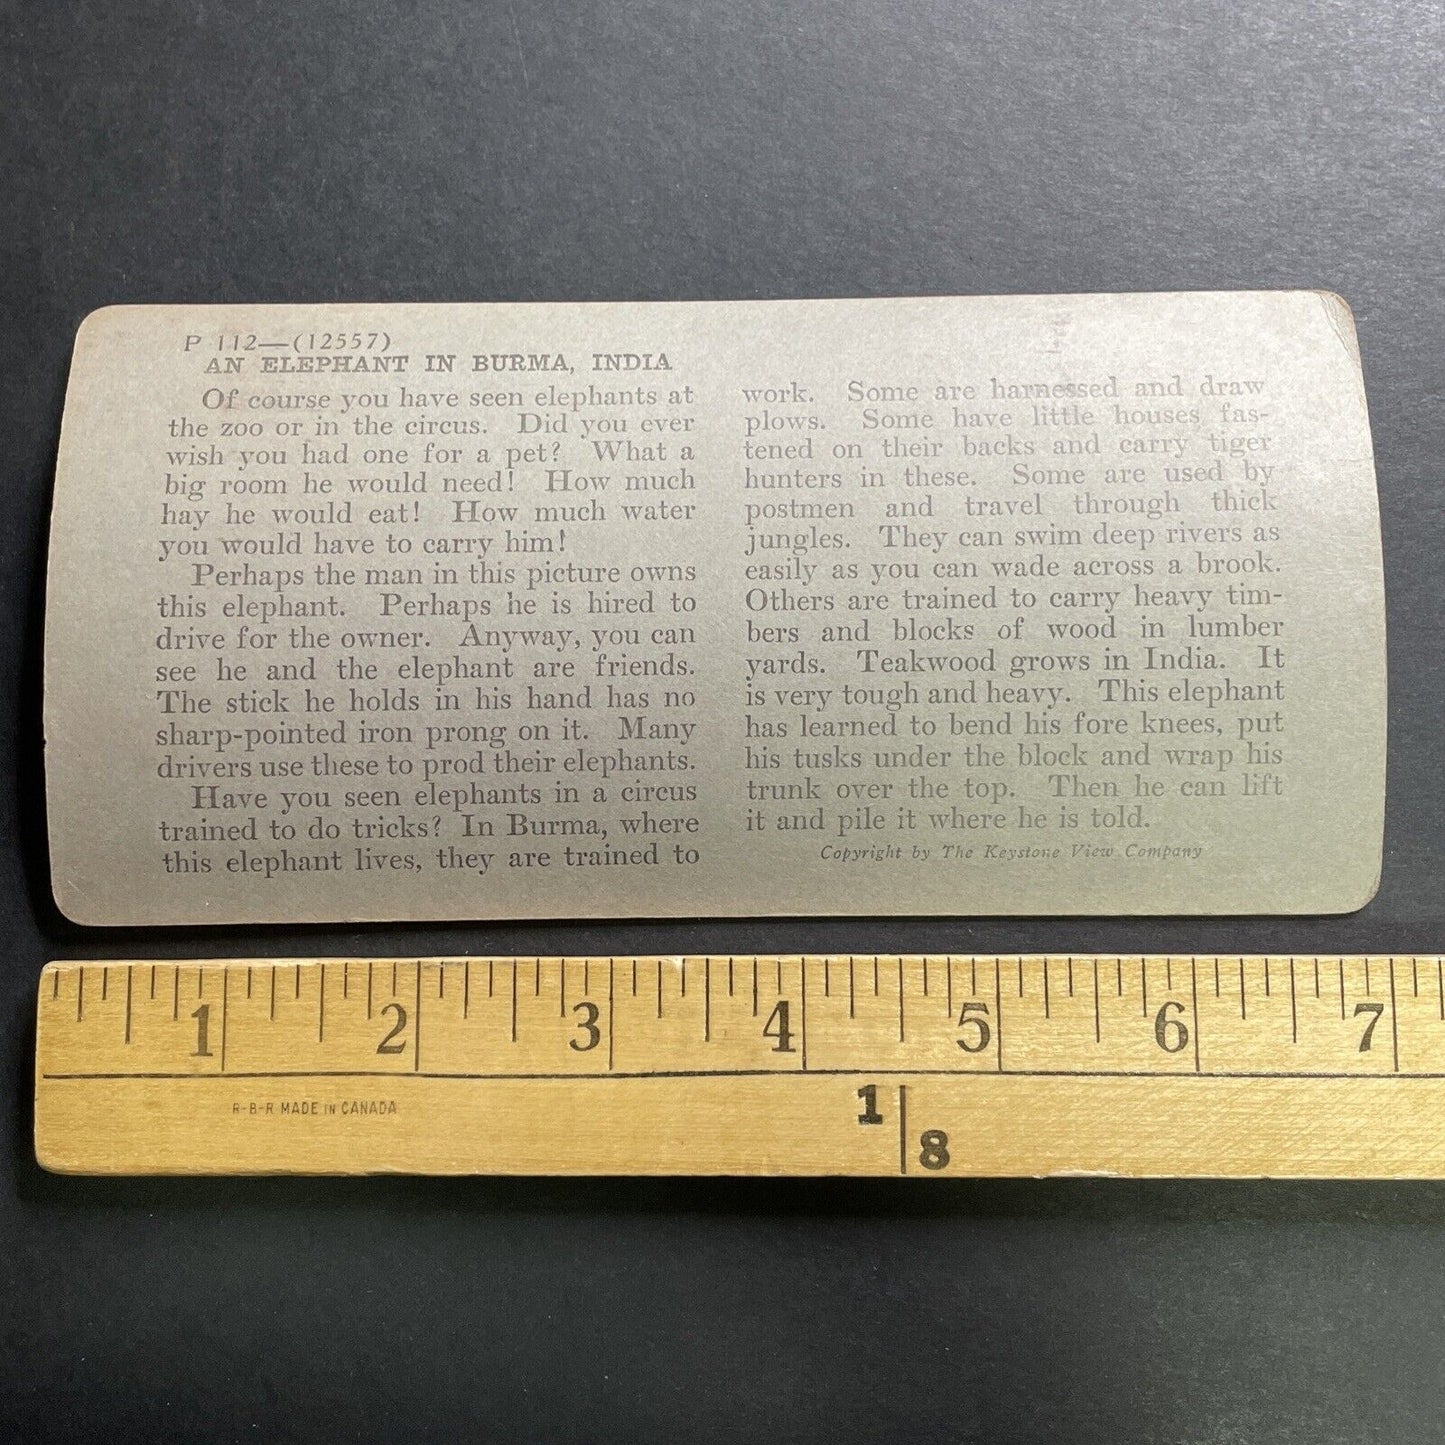 P 112—(12557)
AN ELEPHANT IN BURMA, INDIA
Of course you have seen elephants at
the zoo or in the circus. Did you ever
wish you had one for a pet? What a
big room he would need! How much
hay he would eat! How much water
you would have to carry him!
Perhaps the man in this picture owns
this elephant. Perhaps he is hired to
drive for the owner. Anyway, you can
see he and the elephant are friends.
The stick he holds in his hand has no
sharp-pointed iron prong on it. Many
drivers use these to prod their elephants.
Have you seen elephants in a circus
trained to do tricks? In Burma, where
this elephant lives, they are trained to
work. Some are harnessed and draw
plows. Some have little houses fas-
tened on their backs and carry tiger
hunters in these. Some are used by
postmen and travel through thick
jungles. They can swim deep rivers as
easily as you can wade across a brook.
Others are trained to carry heavy tim-
bers and blocks of wood in lumber
yards. Teakwood grows in India. It
is very tough and heavy. This elephant
has learned to bend his fore knees, put
his tusks under the block and wrap his
trunk over the top. Then he can lift
it and pile it where he is told.
Copyright by The Keystone View Company
1 2 3 4 5 6 7
R-B-R MADE IN CANADA
1
8